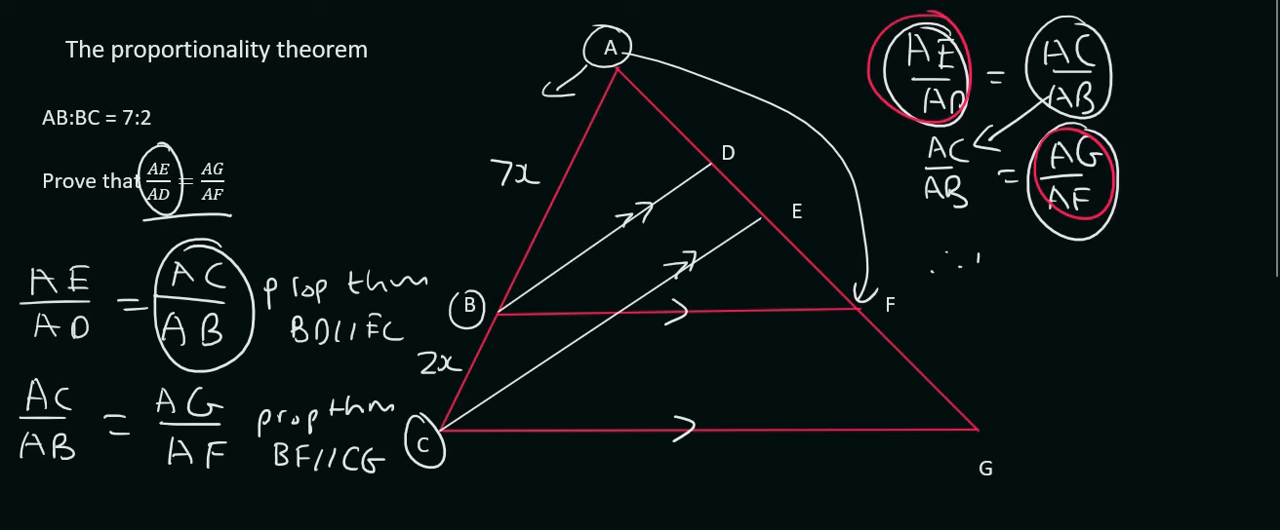 The proportionality theorem
AB:BC = 7:2
Prove that AE/AD = AG/AF
AE/AD = AC/AB prop thm
BD//EC
AC/AB = AG/AF prop thm
BF//CG
A
7x
D
E
B
F
2x
C
G
AE/AD = AC/AB
AC/AB = AG/AF
∴